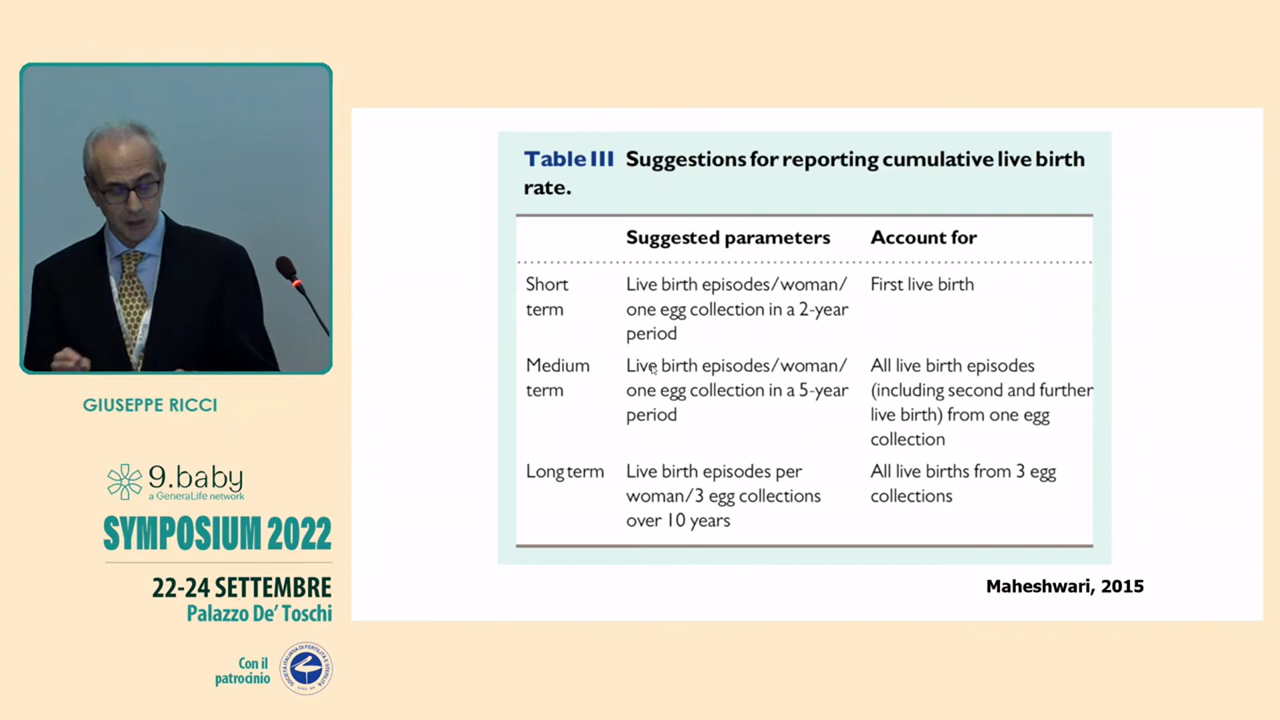 GIUSEPPE RICCI
9.baby
a GeneraLife network
SYMPOSIUM 2022
22-24 SETTEMBRE
Palazzo De' Toschi
Con il
patrocinio
SOCIETÀ ITALIANA DI FERTILITÀ E STERILITÀ
Table III Suggestions for reporting cumulative live birth
rate.
Suggested parameters Account for
Short Live birth episodes/woman/ First live birth
term one egg collection in a 2-year
period
Medium Live birth episodes/woman/ All live birth episodes
term one egg collection in a 5-year (including second and further
period live birth) from one egg
collection
Long term Live birth episodes per All live births from 3 egg
woman/3 egg collections collections
over 10 years
Maheshwari, 2015